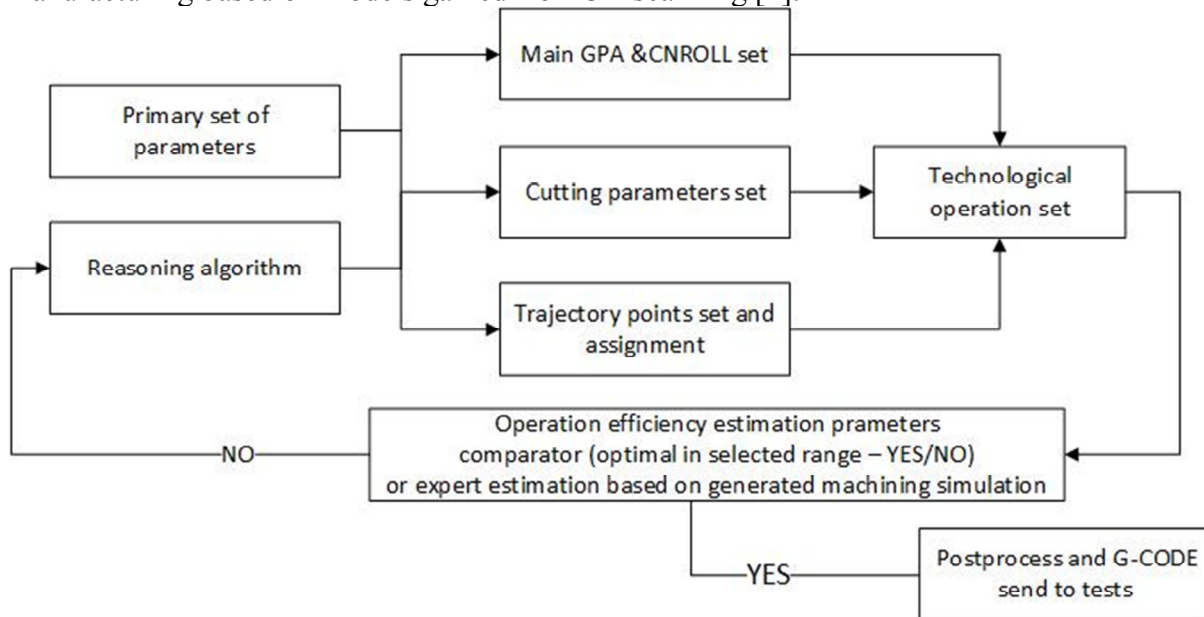 Main GPA &CNROLL set
Primary set of
parameters
Cutting parameters set
Technological
operation set
Reasoning algorithm
Trajectory points set and
assignment
Operation efficiency estimation prameters
comparator (optimal in selected range – YES/NO)
or expert estimation based on generated machining simulation
NO
YES
Postprocess and G-CODE
send to tests